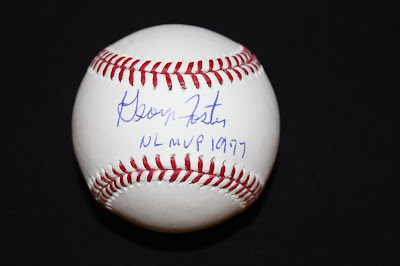 George Foster
NL MVP 1977